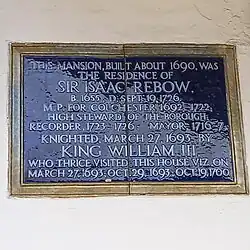 THIS MANSION, BUILT ABOUT 1690, WAS
THE RESIDENCE OF
SIR ISAAC REBOW.
B. 1655. D. SEPT. 19. 1726.
M.P. FOR COLCHESTER 1692-1722,
HIGH STEWARD OF THE BOROUGH.
RECORDER, 1723-1726. MAYOR, 1716-7.
KNIGHTED MARCH 27, 1693, BY
KING WILLIAM III
WHO THRICE VISITED THIS HOUSE VIZ. ON
MARCH 27. 1693. OCT. 29. 1693. OCT. 19. 1700.